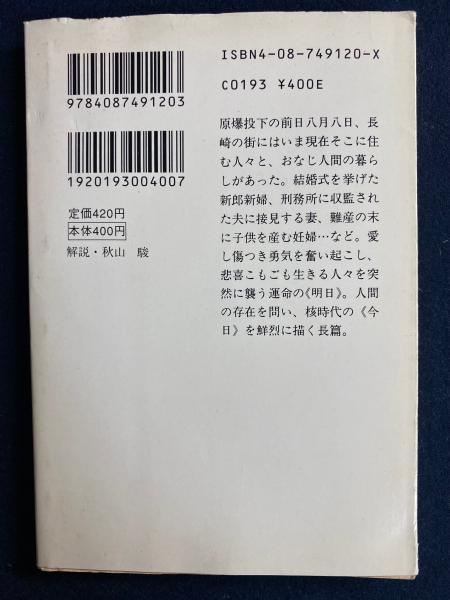 ISBN4-08-749120-X
9784087491203
C0193 ¥400E
1920193004007
定価420円
本体400円
解説・秋山 駿
原爆投下の前日八月八日、長
崎の街にはいま現在そこに住
む人々と、おなじ人間の暮ら
しがあった。結婚式を挙げた
新郎新婦、刑務所に収監され
た夫に接見する妻、難産の末
に子供を産む妊婦…など。愛
し傷つき勇気を奮い起こし、
悲喜こもごも生きる人々を突
然に襲う運命の《明日》。人間
の存在を問い、核時代の《今
日》を鮮烈に描く長篇。